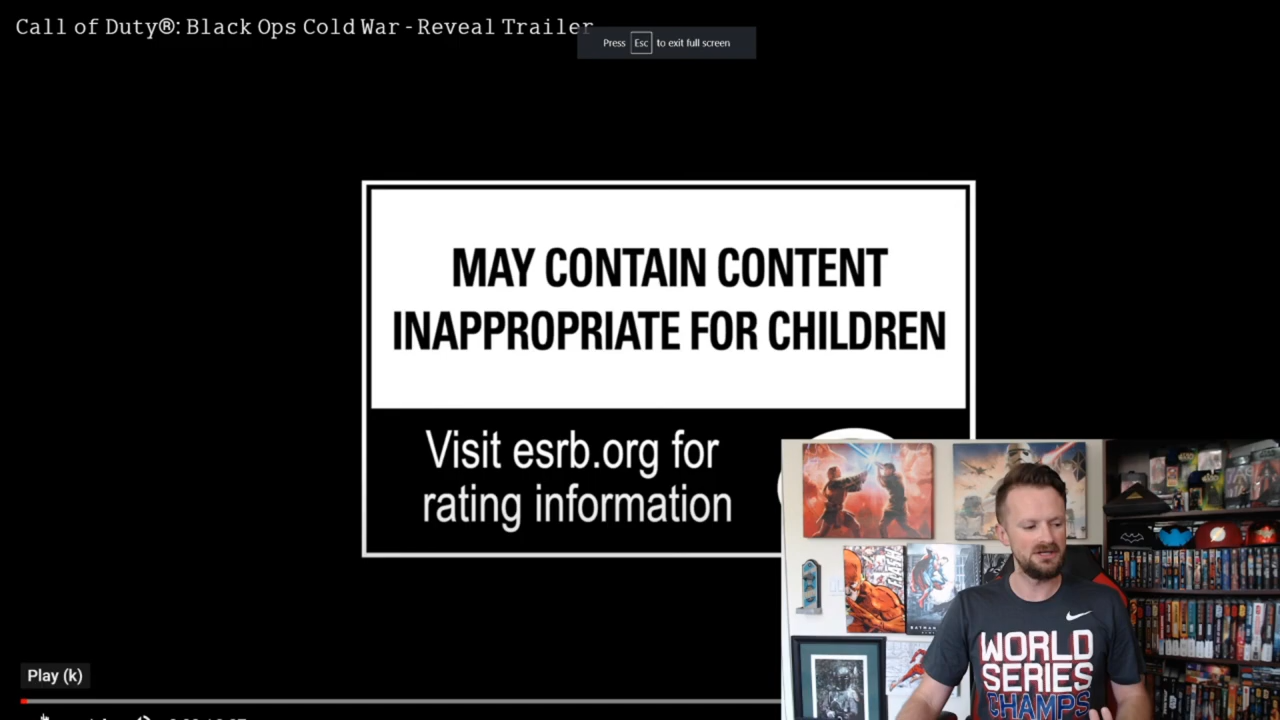 Call of Duty®: Black Ops Cold War - Reveal Trailer
Press Esc to exit full screen
MAY CONTAIN CONTENT
INAPPROPRIATE FOR CHILDREN
Visit esrb.org for
rating information
Play (k)
WORLD
SERIES
CHAMPS